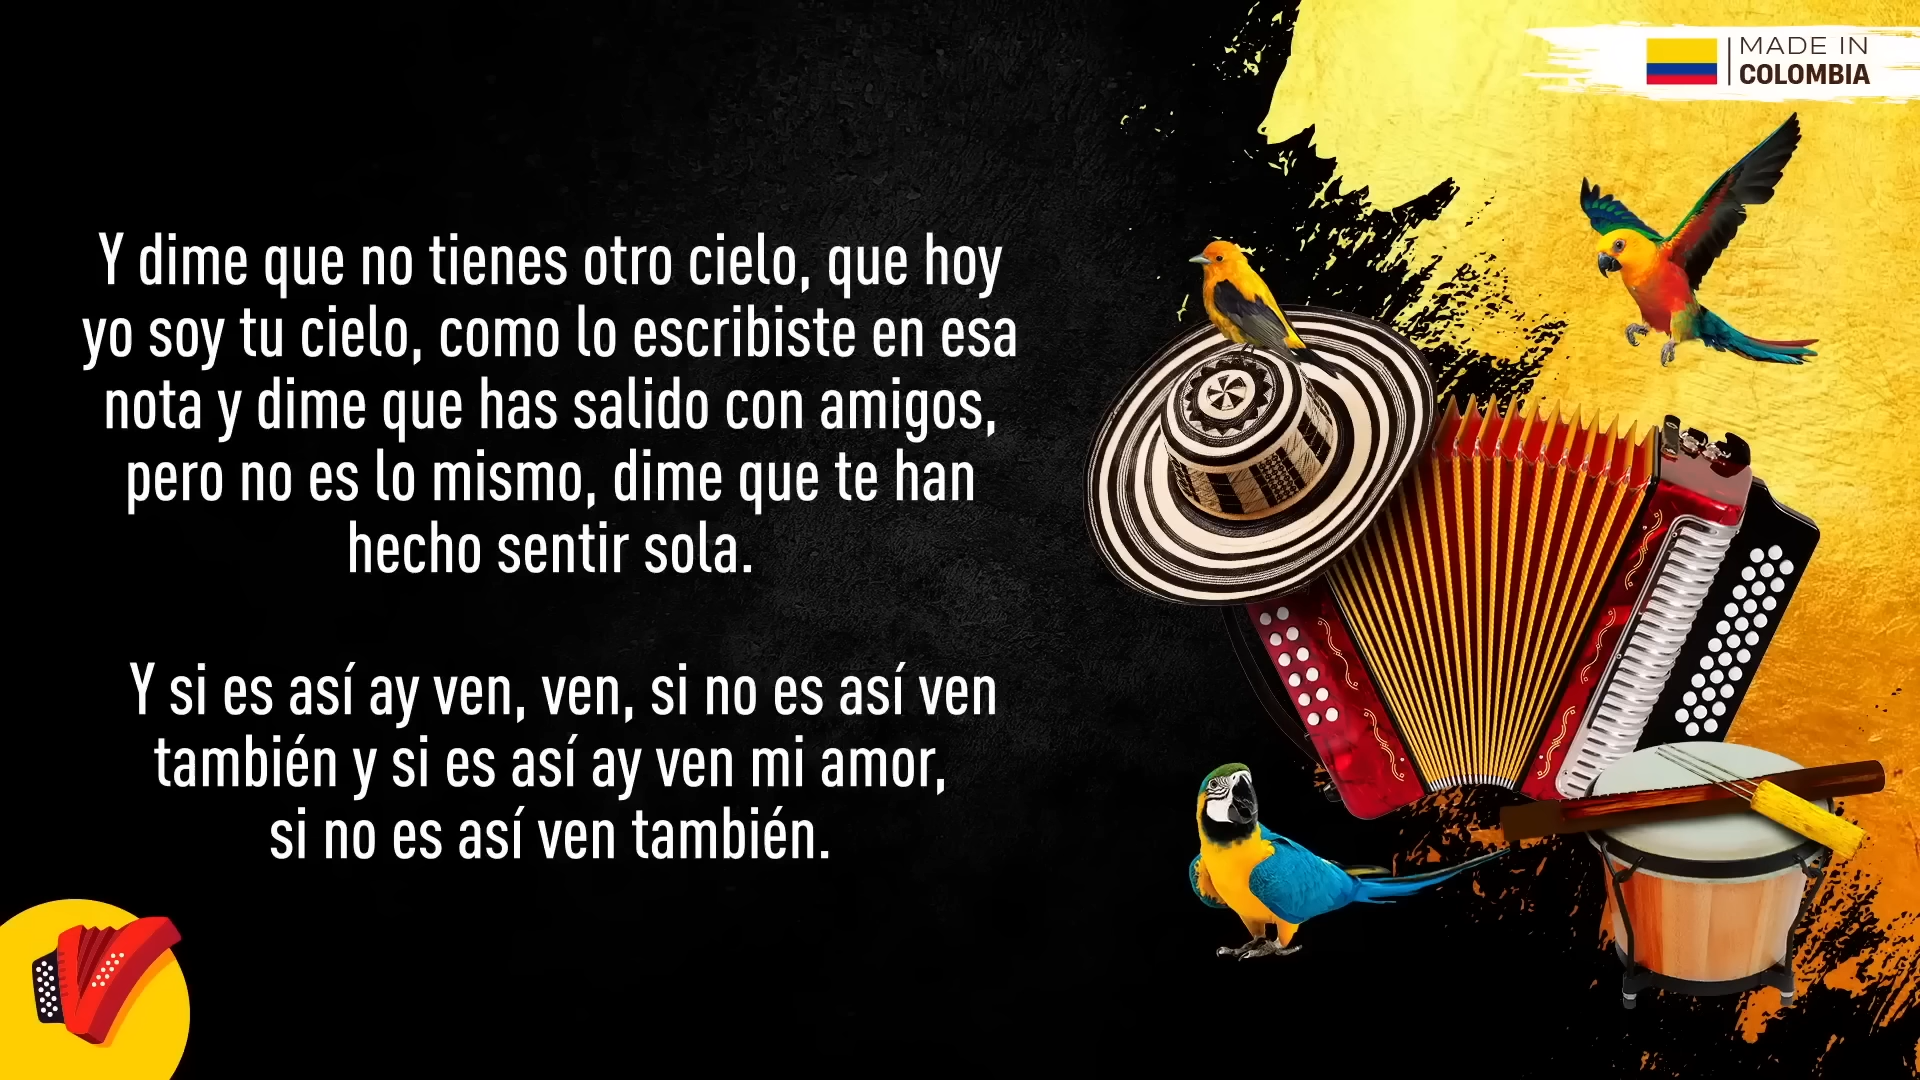 MADE IN
COLOMBIA
Y dime que no tienes otro cielo, que hoy
yo soy tu cielo, como lo escribiste en esa
nota y dime que has salido con amigos,
pero no es lo mismo, dime que te han
hecho sentir sola.
Y si es así ay ven, ven, si no es así ven
también y si es así ay ven mi amor,
si no es así ven también.